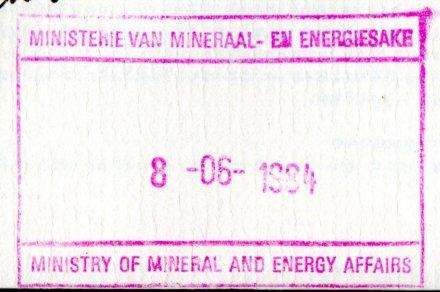 MINISTERIE VAN MINERAAL- EN ENERGIESAKE
8 -06- 1994
MINISTRY OF MINERAL AND ENERGY AFFAIRS